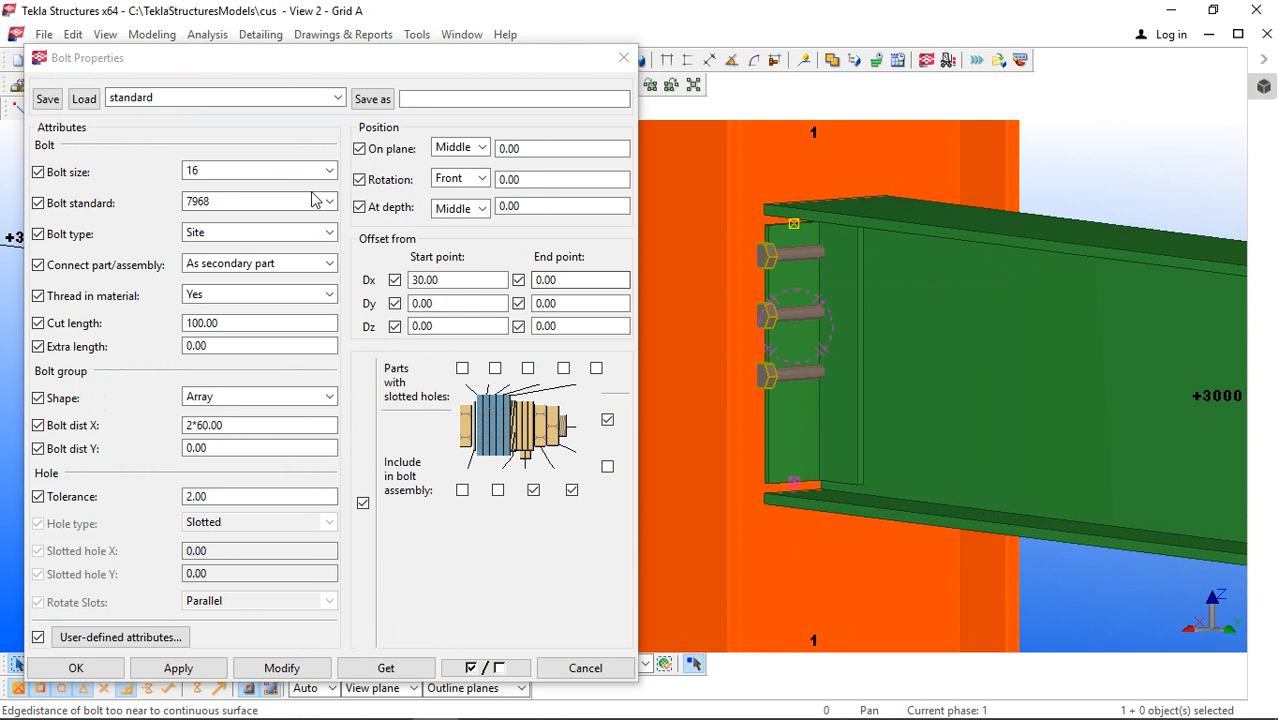 Tekla Structures x64 - C:\TeklaStructuresModels\cus - View 2 - Grid A
File Edit View Modeling Analysis Detailing Drawings & Reports Tools Window Help Log in
Bolt Properties
Save Load standard Save as
Attributes
Bolt
Bolt size: 16
Bolt standard: 7968
Bolt type: Site
Connect part/assembly: As secondary part
Thread in material: Yes
Cut length: 100.00
Extra length: 0.00
Bolt group
Shape: Array
Bolt dist X: 2*60.00
Bolt dist Y: 0.00
Hole
Tolerance: 2.00
Hole type: Slotted
Slotted hole X: 0.00
Slotted hole Y: 0.00
Rotate Slots: Parallel
User-defined attributes...
Position
On plane: Middle 0.00
Rotation: Front 0.00
At depth: Middle 0.00
Offset from
Start point: End point:
Dx 30.00 0.00
Dy 0.00 0.00
Dz 0.00 0.00
Parts
with
slotted holes:
Include
in bolt
assembly:
OK Apply Modify Get / Cancel
1
+3000
1
Z
X
Y
+3
Auto View plane Outline planes
Edgedistance of bolt too near to continuous surface 0 Pan Current phase: 1 1 + 0 object(s) selected